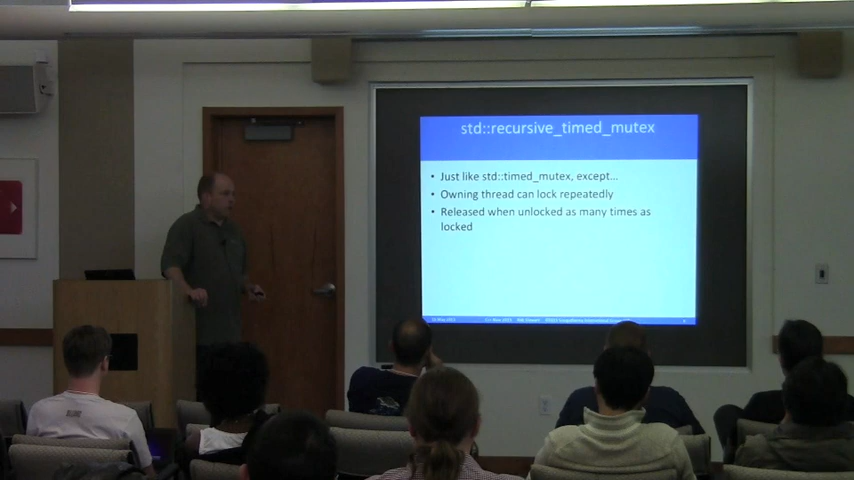 std::recursive_timed_mutex
• Just like std::timed_mutex, except...
• Owning thread can lock repeatedly
• Released when unlocked as many times as
locked